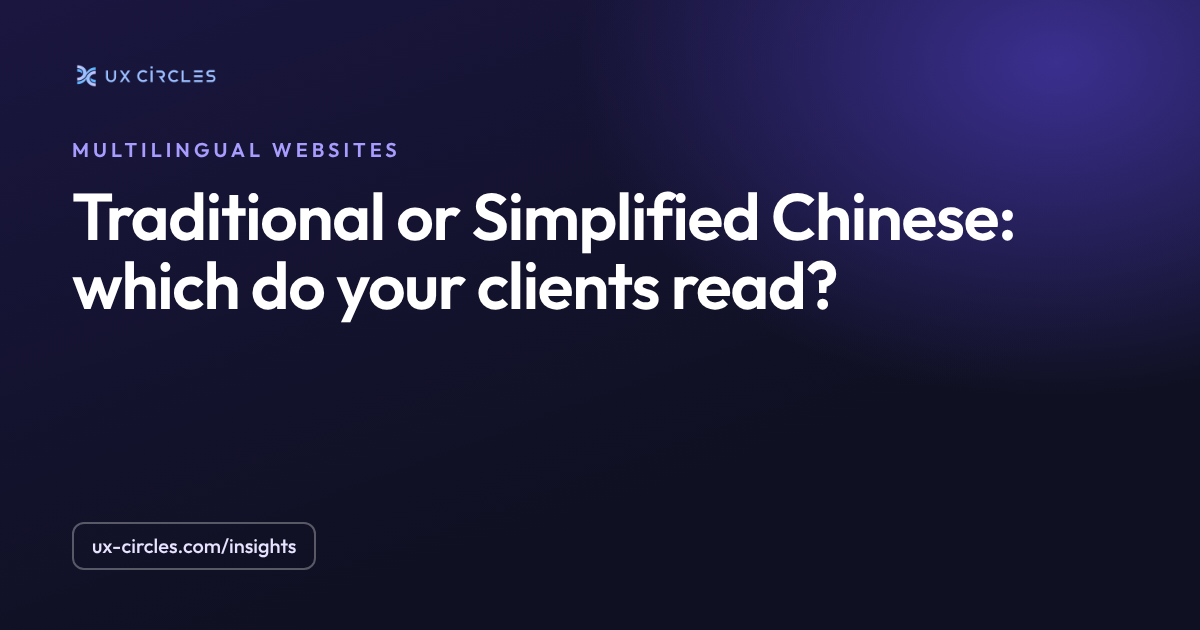 UX CIRCLES
MULTILINGUAL WEBSITES
Traditional or Simplified Chinese:
which do your clients read?
ux-circles.com/insights